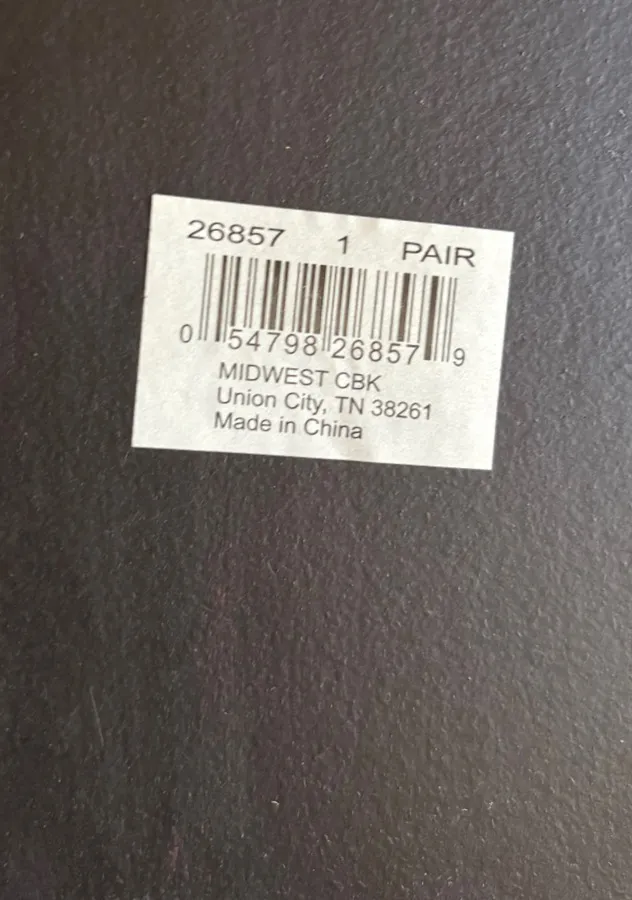 26857 1 PAIR
0 54798 26857 9
MIDWEST CBK
Union City, TN 38261
Made in China